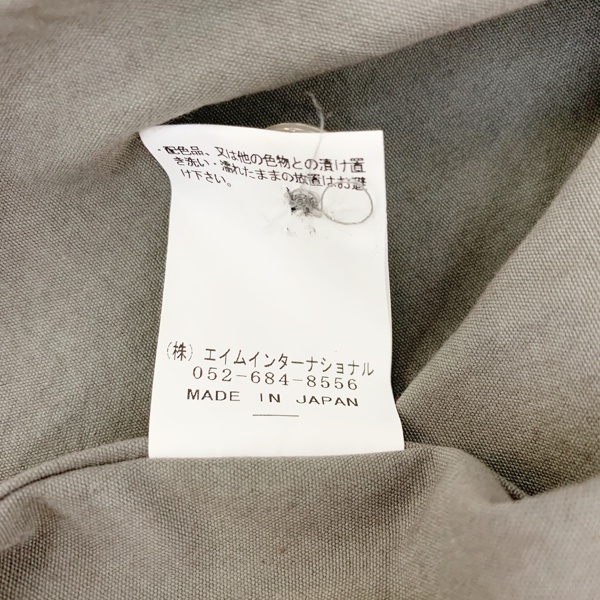 ・配色品、又は他の色物との漬け置
き洗い・濡れたままの放置はお避
け下さい。
(株) エイムインターナショナル
052-684-8556
MADE IN JAPAN